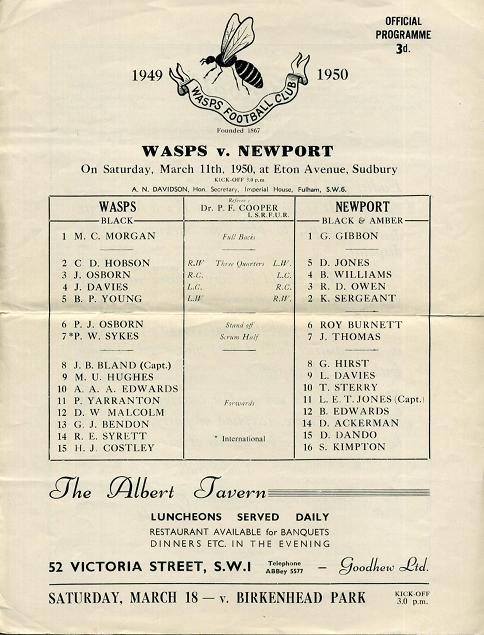 OFFICIAL
PROGRAMME
3d.
1949 1950
WASPS FOOTBALL CLUB
Founded 1867
WASPS v. NEWPORT
On Saturday, March 11th, 1950, at Eton Avenue, Sudbury
KICK-OFF 3.0 p.m
A. N. DAVIDSON, Hon. Secretary, Imperial House, Fulham, S.W.6.
WASPS Referee: NEWPORT
BLACK Dr. P. F. COOPER BLACK & AMBER
L.S.R.F.U.R.
1 M. C. MORGAN Full Backs 1 G. GIBBON
2 C D. HOBSON R.W Three Quarters L.W. 5 D. JONES
3 J. OSBORN R.C. L.C. 4 B. WILLIAMS
4 J. DAVIES L.C. R.C. 3 R. D. OWEN
5 B. P. YOUNG L.W R.W. 2 K. SERGEANT
6 P. J. OSBORN Stand off 6 ROY BURNETT
7 *P. W. SYKES Scrum Half 7 J. THOMAS
8 J. B. BLAND (Capt.) 8 G. HIRST
9 M. U. HUGHES 9 L. DAVIES
10 A. A. A. EDWARDS 10 T. STERRY
11 P. YARRANTON Forwards 11 L. E. T. JONES (Capt.)
12 D. W MALCOLM 12 B. EDWARDS
13 G. J. BENDON 14 D. ACKERMAN
14 R. E. SYRETT * International 15 D. DANDO
15 H. J. COSTLEY 16 S. KIMPTON
The Albert Tavern
LUNCHEONS SERVED DAILY
RESTAURANT AVAILABLE for BANQUETS
DINNERS ETC. IN THE EVENING
52 VICTORIA STREET, S.W.1 Telephone ABBey 5577 – Goodhew Ltd.
SATURDAY, MARCH 18 — v. BIRKENHEAD PARK KICK-OFF 3.0 p.m.